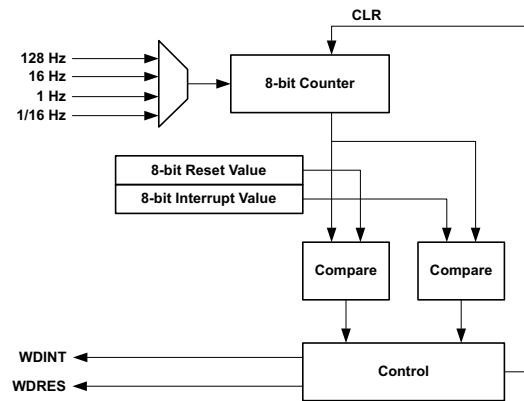 CLR
128 Hz
16 Hz
1 Hz
1/16 Hz
8-bit Counter
8-bit Reset Value
8-bit Interrupt Value
Compare
Compare
WDINT
WDRES
Control